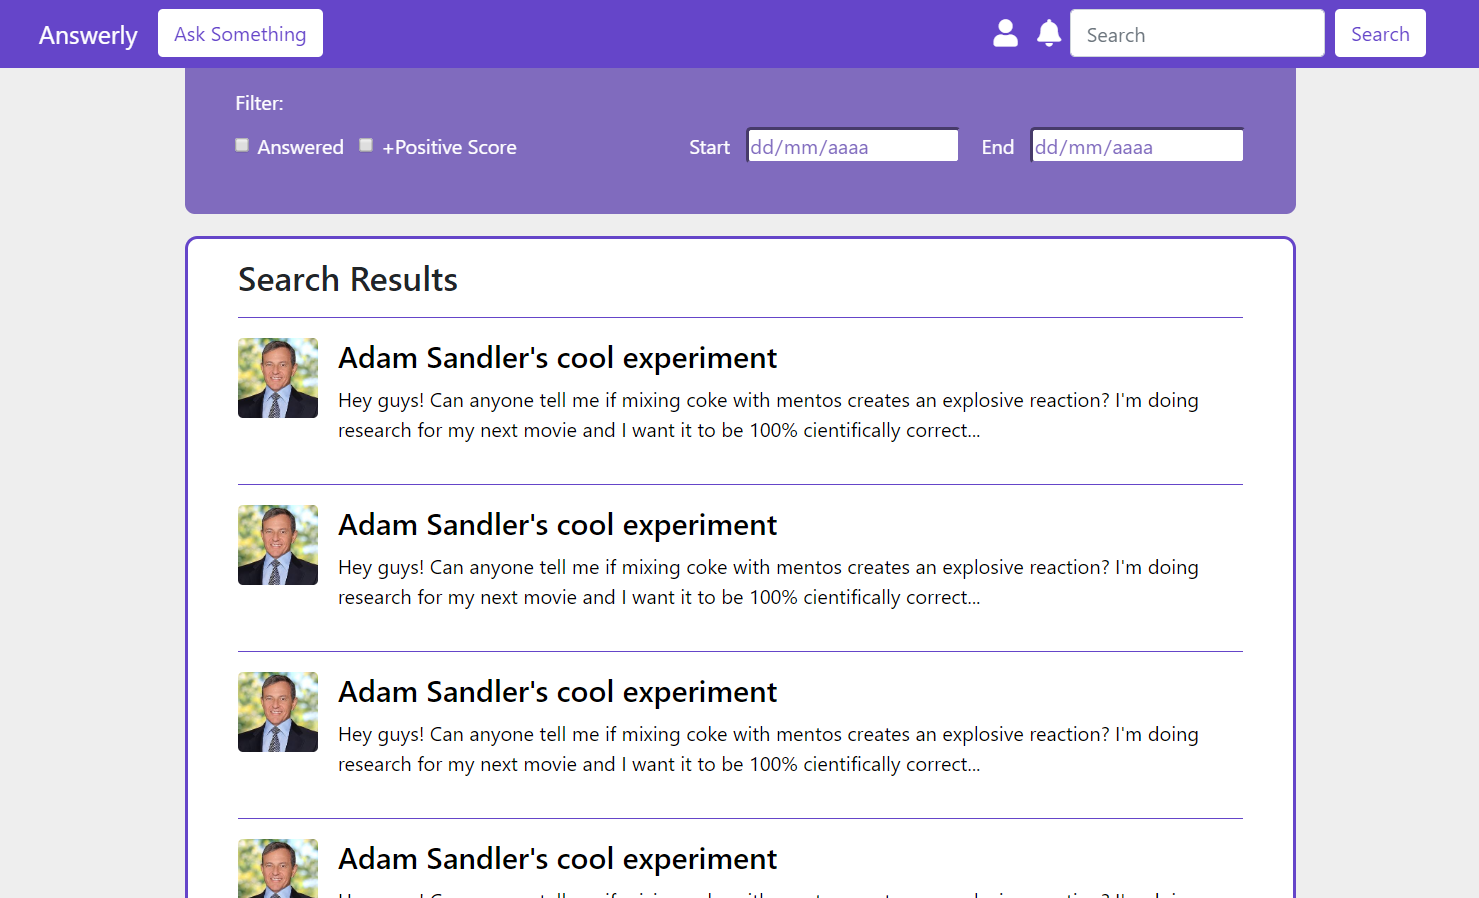 Answerly Ask Something Search Search
Filter:
Answered +Positive Score Start dd/mm/aaaa End dd/mm/aaaa
Search Results
Adam Sandler's cool experiment
Hey guys! Can anyone tell me if mixing coke with mentos creates an explosive reaction? I'm doing
research for my next movie and I want it to be 100% cientifically correct...
Adam Sandler's cool experiment
Hey guys! Can anyone tell me if mixing coke with mentos creates an explosive reaction? I'm doing
research for my next movie and I want it to be 100% cientifically correct...
Adam Sandler's cool experiment
Hey guys! Can anyone tell me if mixing coke with mentos creates an explosive reaction? I'm doing
research for my next movie and I want it to be 100% cientifically correct...
Adam Sandler's cool experiment